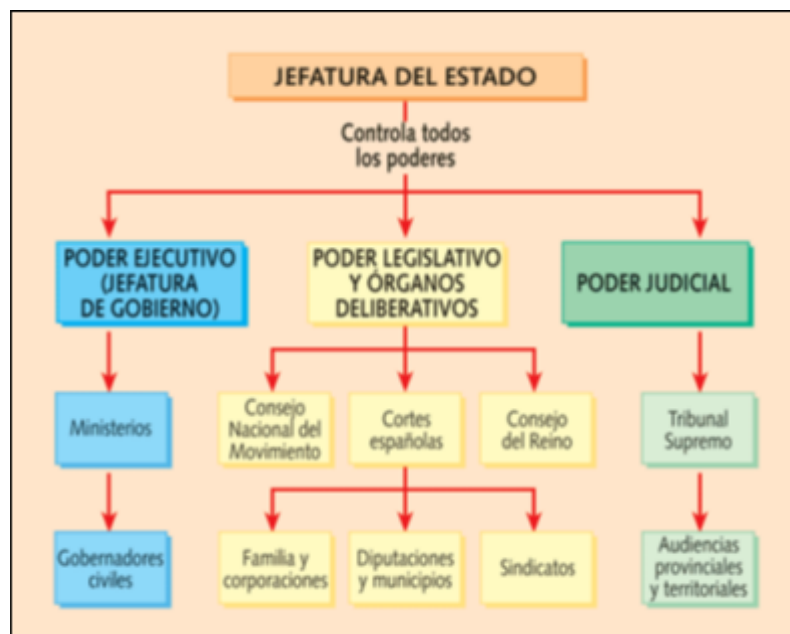 JEFATURA DEL ESTADO
Controla todos
los poderes
PODER EJECUTIVO
(JEFATURA
DE GOBIERNO)
PODER LEGISLATIVO
Y ÓRGANOS
DELIBERATIVOS
PODER JUDICIAL
Ministerios
Consejo
Nacional del
Movimiento
Cortes
españolas
Consejo
del Reino
Tribunal
Supremo
Gobernadores
civiles
Familia y
corporaciones
Diputaciones
y municipios
Sindicatos
Audiencias
provinciales
y territoriales